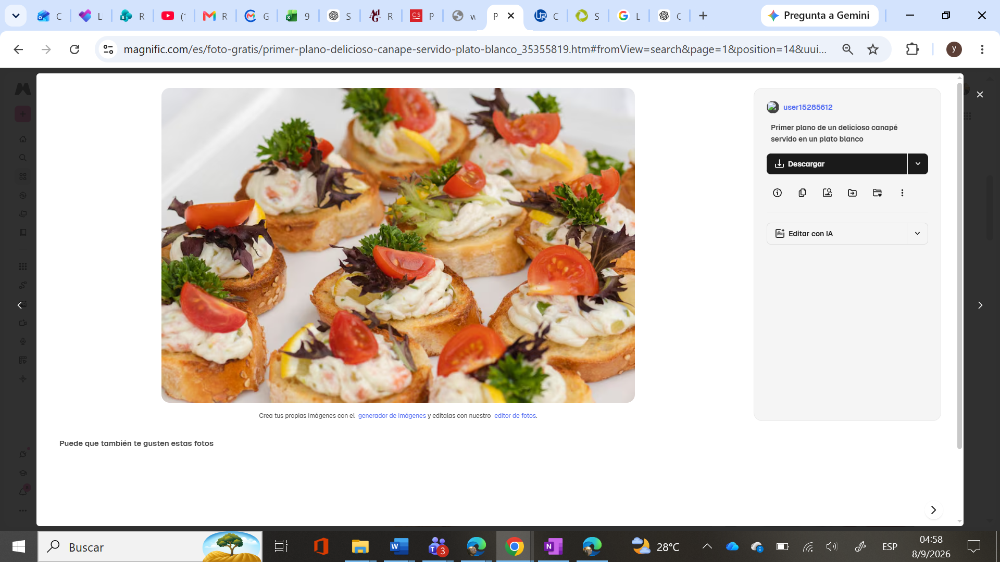 C
L
R
(
R
G
9
S
R
P
w
P
C
S
L
C
Pregunta a Gemini
magnific.com/es/foto-gratis/primer-plano-delicioso-canape-servido-plato-blanco_35355819.htm#fromView=search&page=1&position=14&uui...
y
user15285612
Primer plano de un delicioso canapé
servido en un plato blanco
Descargar
Editar con IA
Crea tus propias imágenes con el generador de imágenes y edítalas con nuestro editor de fotos.
Puede que también te gusten estas fotos
Buscar
3
28°C
ESP
04:58
8/9/2026